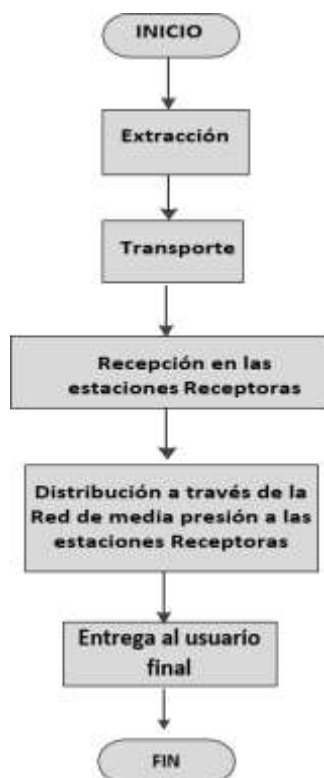 INICIO
Extracción
Transporte
Recepción en las
estaciones Receptoras
Distribución a través de la
Red de media presión a las
estaciones Receptoras
Entrega al usuario
final
FIN